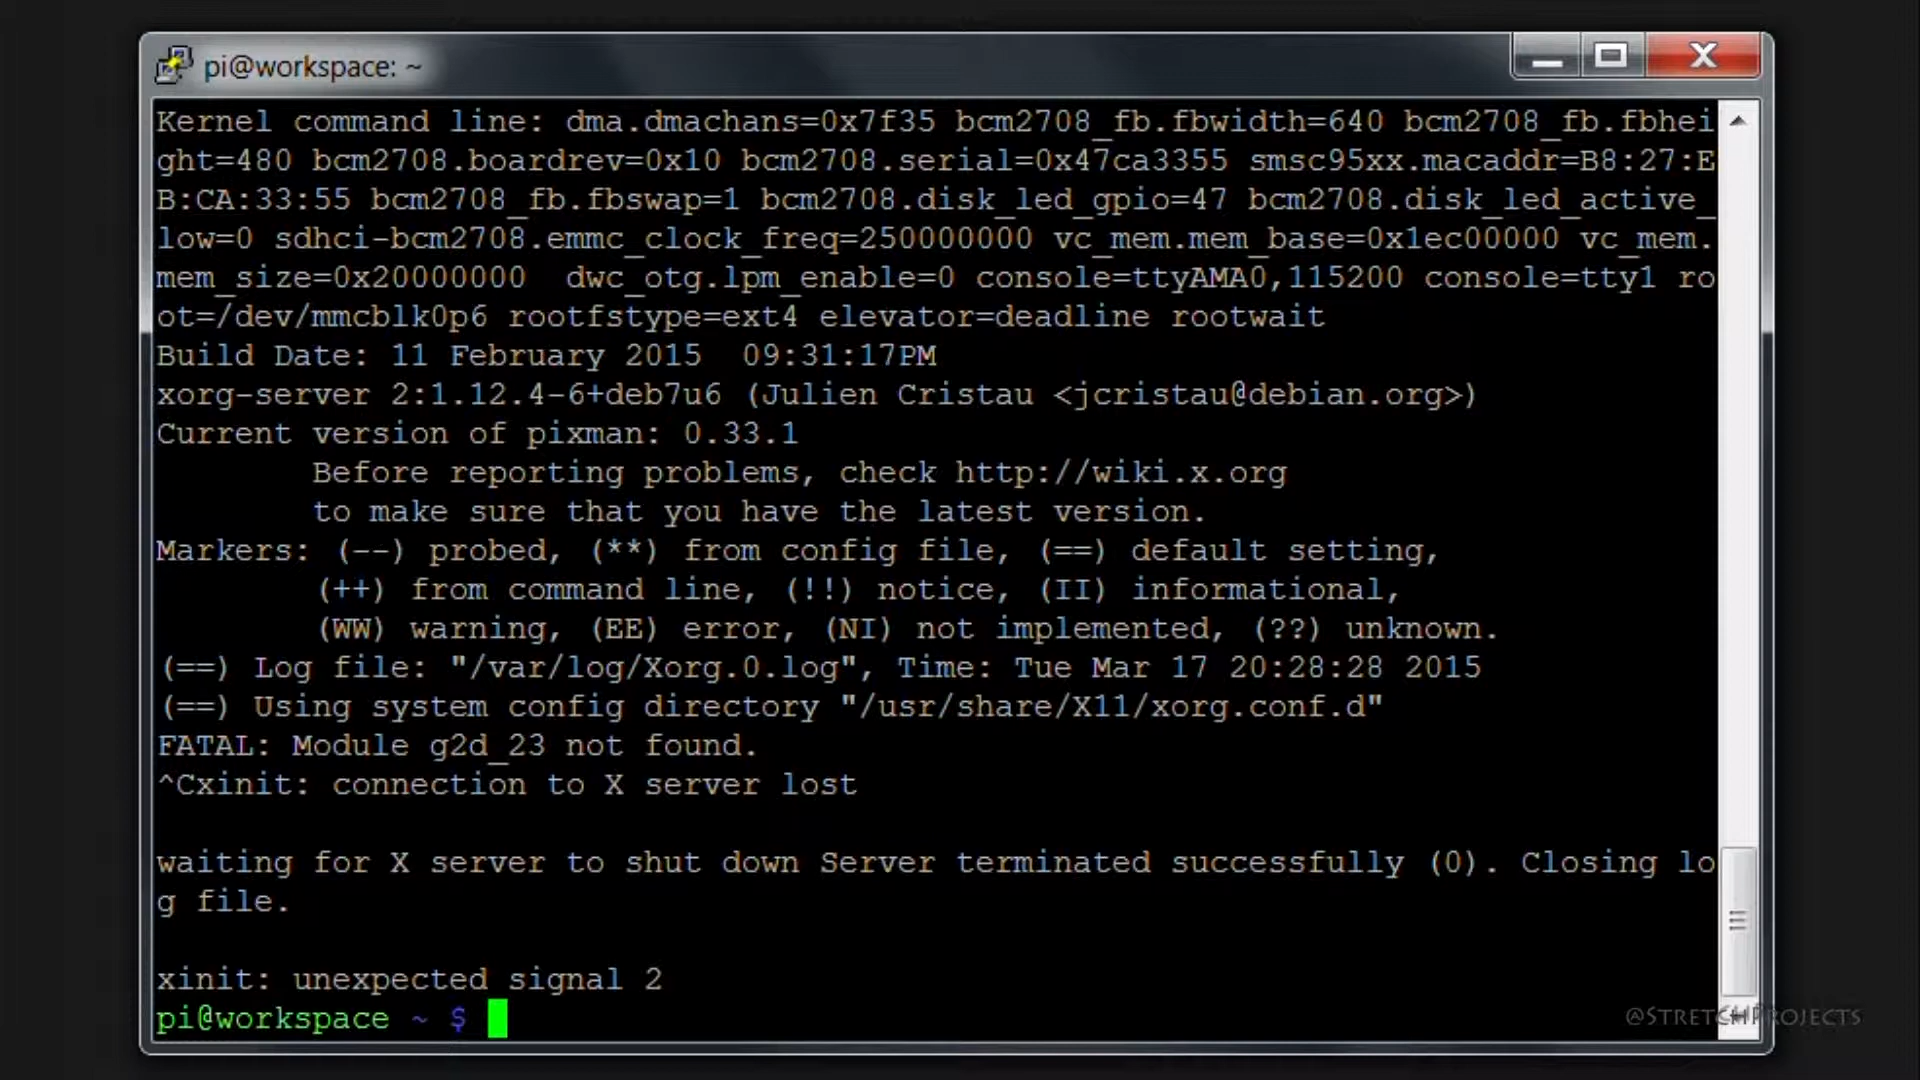 pi@workspace: ~
Kernel command line: dma.dmachans=0x7f35 bcm2708_fb.fbwidth=640 bcm2708_fb.fbhei
ght=480 bcm2708.boardrev=0x10 bcm2708.serial=0x47ca3355 smsc95xx.macaddr=B8:27:E
B:CA:33:55 bcm2708_fb.fbswap=1 bcm2708.disk_led_gpio=47 bcm2708.disk_led_active_
low=0 sdhci-bcm2708.emmc_clock_freq=250000000 vc_mem.mem_base=0x1ec00000 vc_mem.
mem_size=0x20000000  dwc_otg.lpm_enable=0 console=ttyAMA0,115200 console=tty1 ro
ot=/dev/mmcblk0p6 rootfstype=ext4 elevator=deadline rootwait
Build Date: 11 February 2015  09:31:17PM
xorg-server 2:1.12.4-6+deb7u6 (Julien Cristau <jcristau@debian.org>)
Current version of pixman: 0.33.1
        Before reporting problems, check http://wiki.x.org
        to make sure that you have the latest version.
Markers: (--) probed, (**) from config file, (==) default setting,
        (++) from command line, (!!) notice, (II) informational,
        (WW) warning, (EE) error, (NI) not implemented, (??) unknown.
(==) Log file: "/var/log/Xorg.0.log", Time: Tue Mar 17 20:28:28 2015
(==) Using system config directory "/usr/share/X11/xorg.conf.d"
FATAL: Module g2d_23 not found.
^Cxinit: connection to X server lost
waiting for X server to shut down Server terminated successfully (0). Closing lo
g file.
xinit: unexpected signal 2
pi@workspace ~ $
@StretchProjects